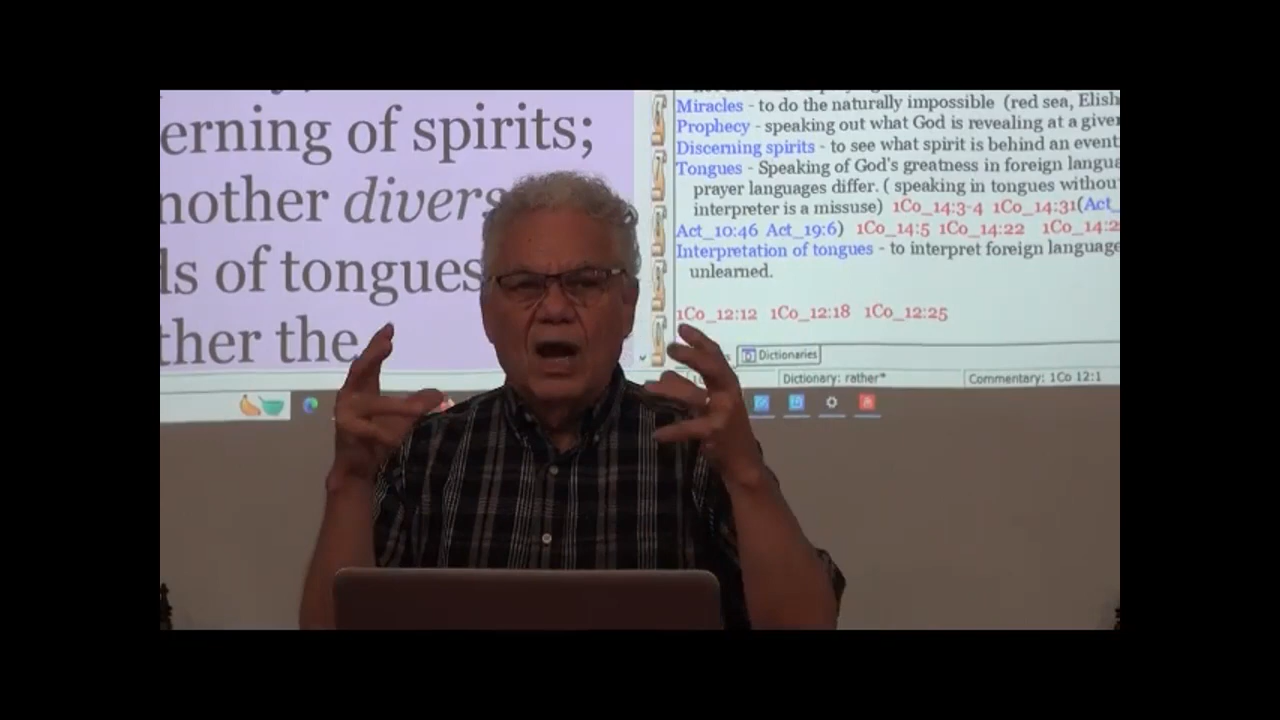 erning of spirits;
nother divers
ds of tongues
ther the
Miracles - to do the naturally impossible (red sea, Elish
Prophecy - speaking out what God is revealing at a given
Discerning spirits - to see what spirit is behind an event
Tongues - Speaking of God's greatness in foreign langua
prayer languages differ. ( speaking in tongues withou
interpreter is a missuse) 1Co_14:3-4 1Co_14:31(Act_
Act_10:46 Act_19:6) 1Co_14:5 1Co_14:22 1Co_14:2
Interpretation of tongues - to interpret foreign language
unlearned.
1Co_12:12 1Co_12:18 1Co_12:25
Dictionaries
Dictionary: rather* Commentary: 1Co 12:1